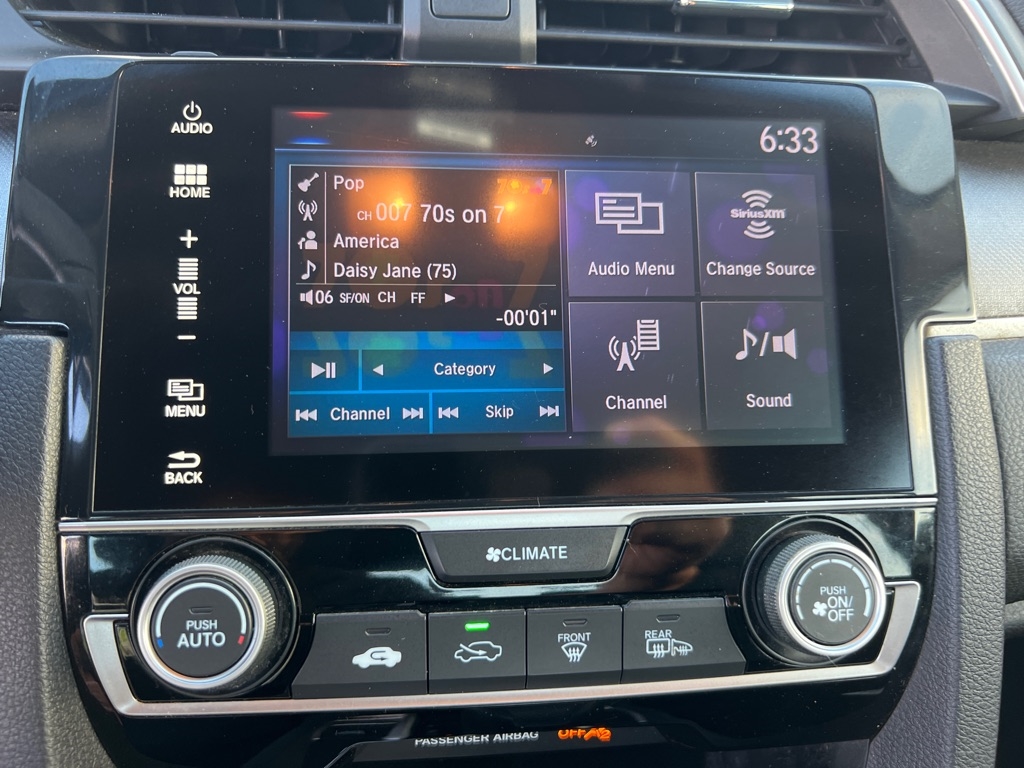 AUDIO
HOME
+
VOL
-
MENU
BACK
6:33
Pop
CH 007 70s on 7
America
Daisy Jane (75)
06 SF/ON CH FF
-00'01"
Category
Channel
Skip
Audio Menu
SiriusXM
Change Source
Channel
Sound
CLIMATE
PUSH
AUTO
FRONT
REAR
PUSH
ON/
OFF
PASSENGER AIRBAG OFF